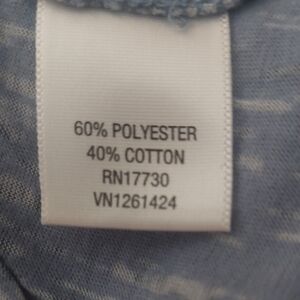 60% POLYESTER
40% COTTON
RN17730
VN1261424